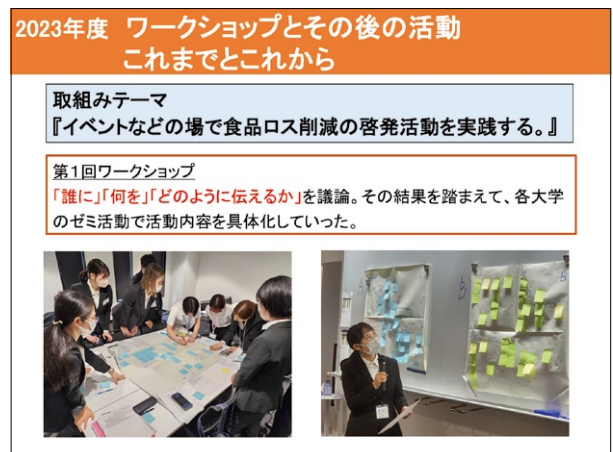 2023年度 ワークショップとその後の活動
これまでとこれから
取組みテーマ
『イベントなどの場で食品ロス削減の啓発活動を実践する。』
第1回ワークショップ
「誰に」「何を」「どのように伝えるか」を議論。その結果を踏まえて、各大学
のゼミ活動で活動内容を具体化していった。